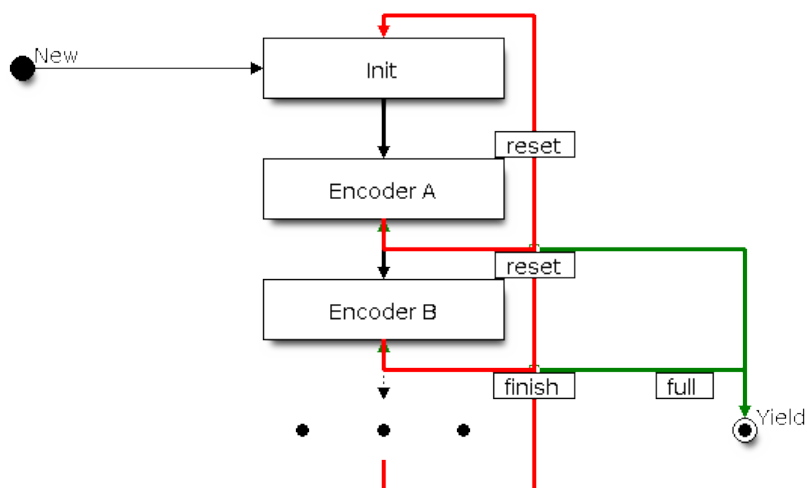 New
Init
reset
Encoder A
reset
Encoder B
finish
full
Yield